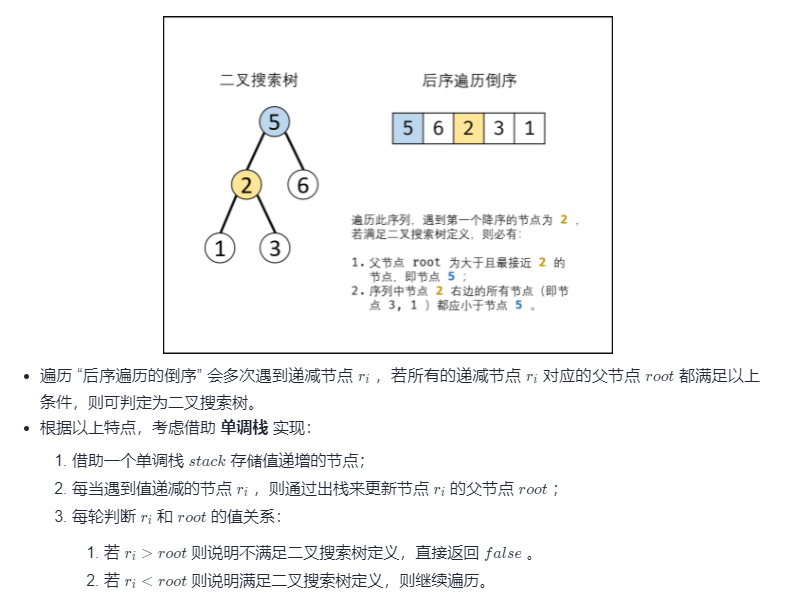 二叉搜索树
后序遍历倒序
5
5 6 2 3 1
2 6
1 3
遍历此序列，遇到第一个降序的节点为 2 ，
若满足二叉搜索树定义，则必有：
1. 父节点 root 为大于且最接近 2 的
节点，即节点 5 ；
2. 序列中节点 2 右边的所有节点（即节
点 3, 1 ）都应小于节点 5 。
• 遍历 “后序遍历的倒序” 会多次遇到递减节点 rᵢ ，若所有的递减节点 rᵢ 对应的父节点 root 都满足以上
条件，则可判定为二叉搜索树。
• 根据以上特点，考虑借助 单调栈 实现：
1. 借助一个单调栈 stack 存储值递增的节点；
2. 每当遇到值递减的节点 rᵢ ，则通过出栈来更新节点 rᵢ 的父节点 root ；
3. 每轮判断 rᵢ 和 root 的值关系：
1. 若 rᵢ > root 则说明不满足二叉搜索树定义，直接返回 false 。
2. 若 rᵢ < root 则说明满足二叉搜索树定义，则继续遍历。